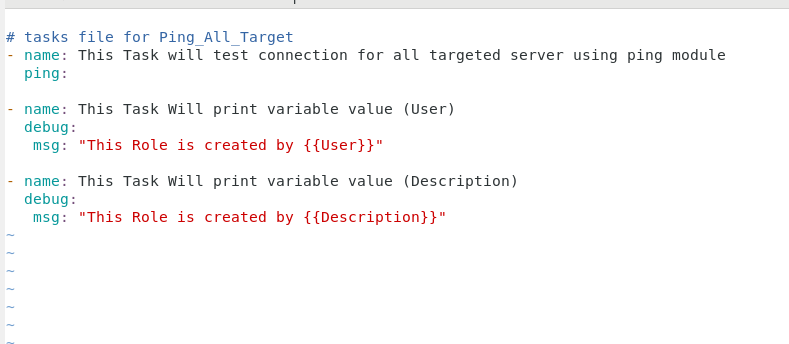 # tasks file for Ping_All_Target
- name: This Task will test connection for all targeted server using ping module
  ping:

- name: This Task Will print variable value (User)
  debug:
   msg: "This Role is created by {{User}}"

- name: This Task Will print variable value (Description)
  debug:
   msg: "This Role is created by {{Description}}"
~
~
~
~
~
~
~